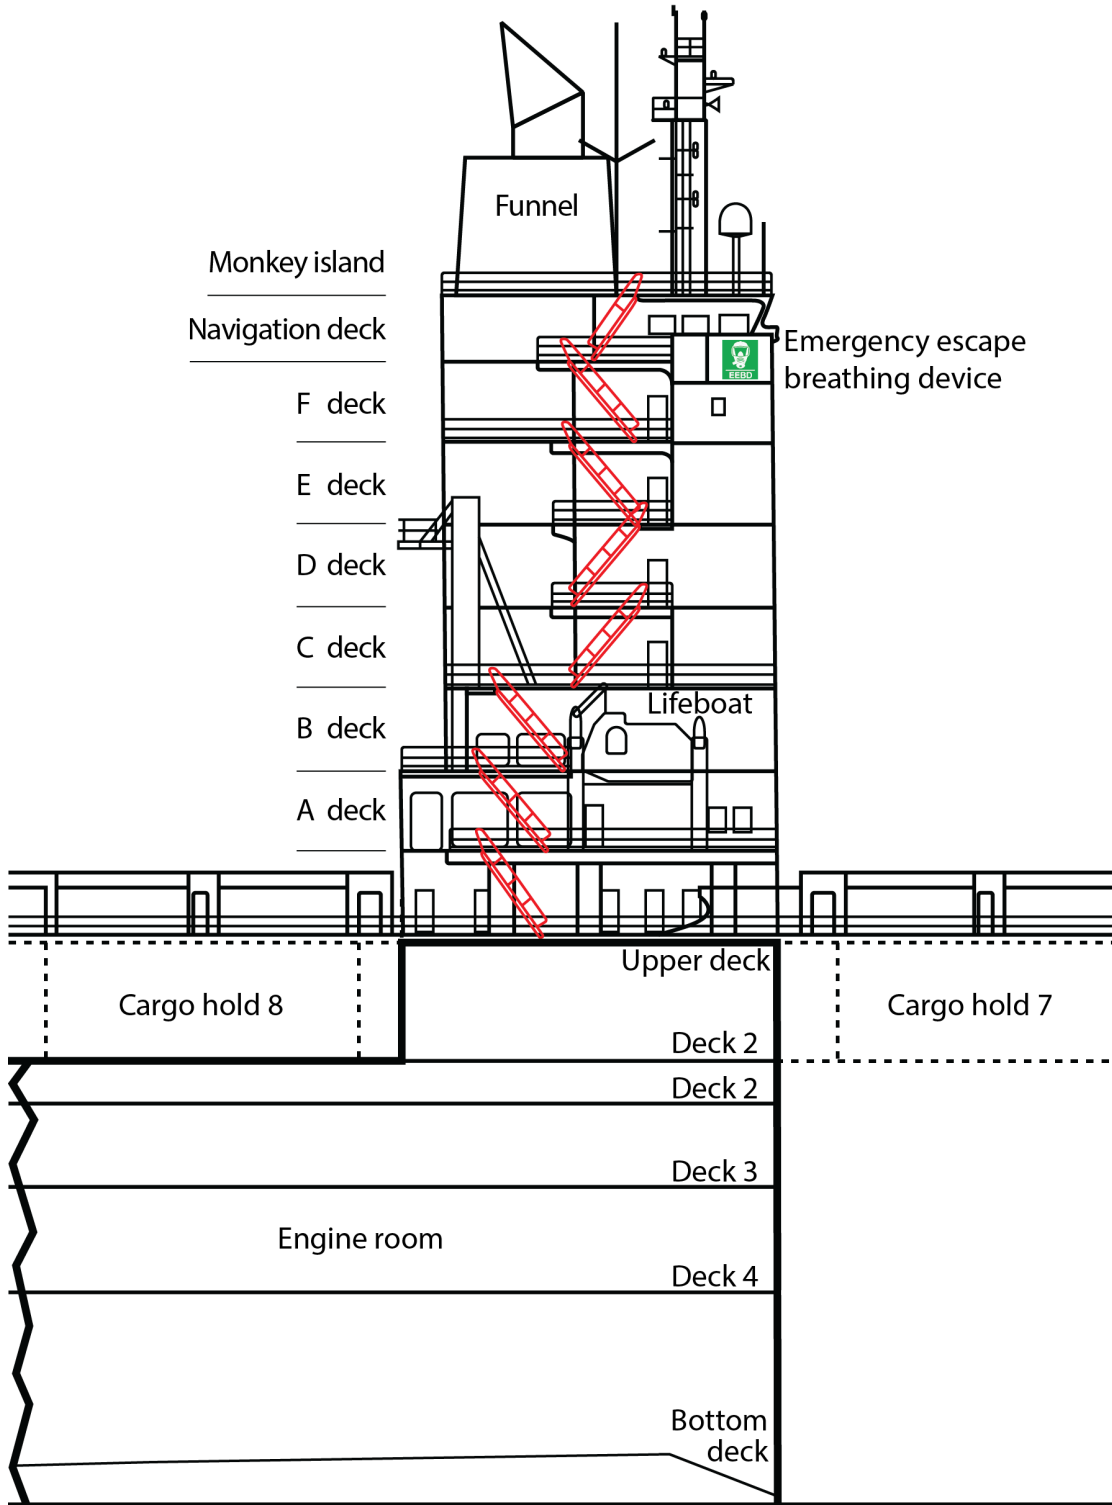 Funnel
Monkey island
Navigation deck
Emergency escape
breathing device
EEBD
F deck
E deck
D deck
C deck
Lifeboat
B deck
A deck
Upper deck
Cargo hold 8
Cargo hold 7
Deck 2
Deck 2
Deck 3
Engine room
Deck 4
Bottom
deck